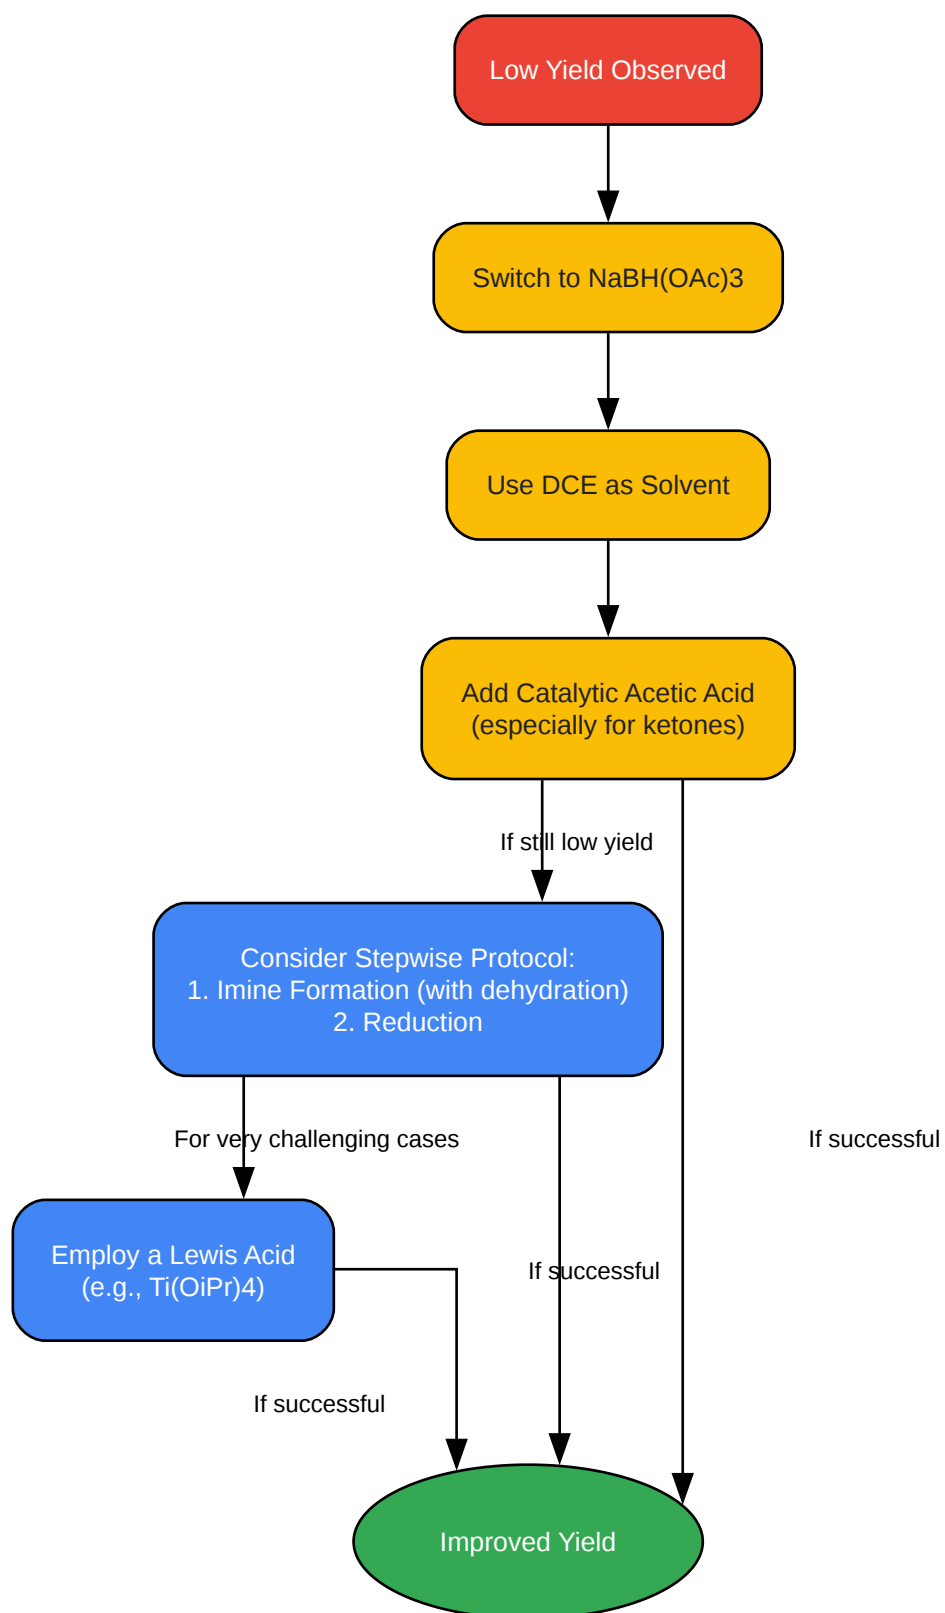 Low Yield Observed
Switch to NaBH(OAc)3
Use DCE as Solvent
Add Catalytic Acetic Acid
(especially for ketones)
If still low yield
Consider Stepwise Protocol:
1. Imine Formation (with dehydration)
2. Reduction
For very challenging cases
If successful
Employ a Lewis Acid
(e.g., Ti(OiPr)4)
If successful
If successful
Improved Yield